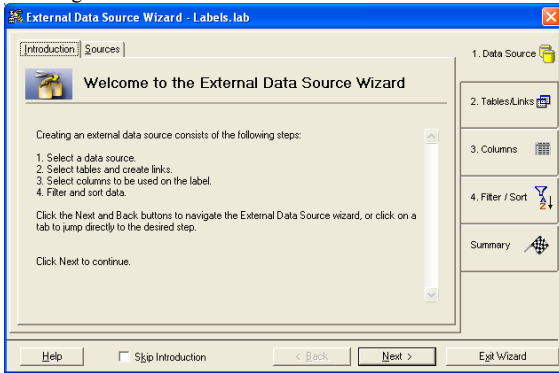 External Data Source Wizard - Labels.lab
Introduction Sources
Welcome to the External Data Source Wizard
Creating an external data source consists of the following steps:
1. Select a data source.
2. Select tables and create links.
3. Select columns to be used on the label.
4. Filter and sort data.
Click the Next and Back buttons to navigate the External Data Source wizard, or click on a
tab to jump directly to the desired step.
Click Next to continue.
1. Data Source
2. Tables/Links
3. Columns
4. Filter / Sort
Summary
Help Skip Introduction < Back Next > Exit Wizard